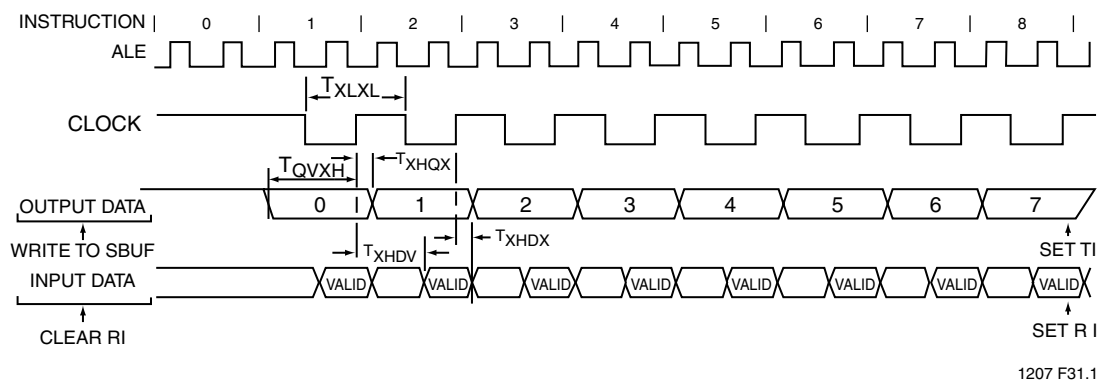 INSTRUCTION 0 1 2 3 4 5 6 7 8
ALE
TXLXL
CLOCK
TQVXH TXHQX
OUTPUT DATA 0 1 2 3 4 5 6 7
WRITE TO SBUF TXHDV TXHDX SET TI
INPUT DATA VALID VALID VALID VALID VALID VALID VALID VALID
CLEAR RI SET R I
1207 F31.1